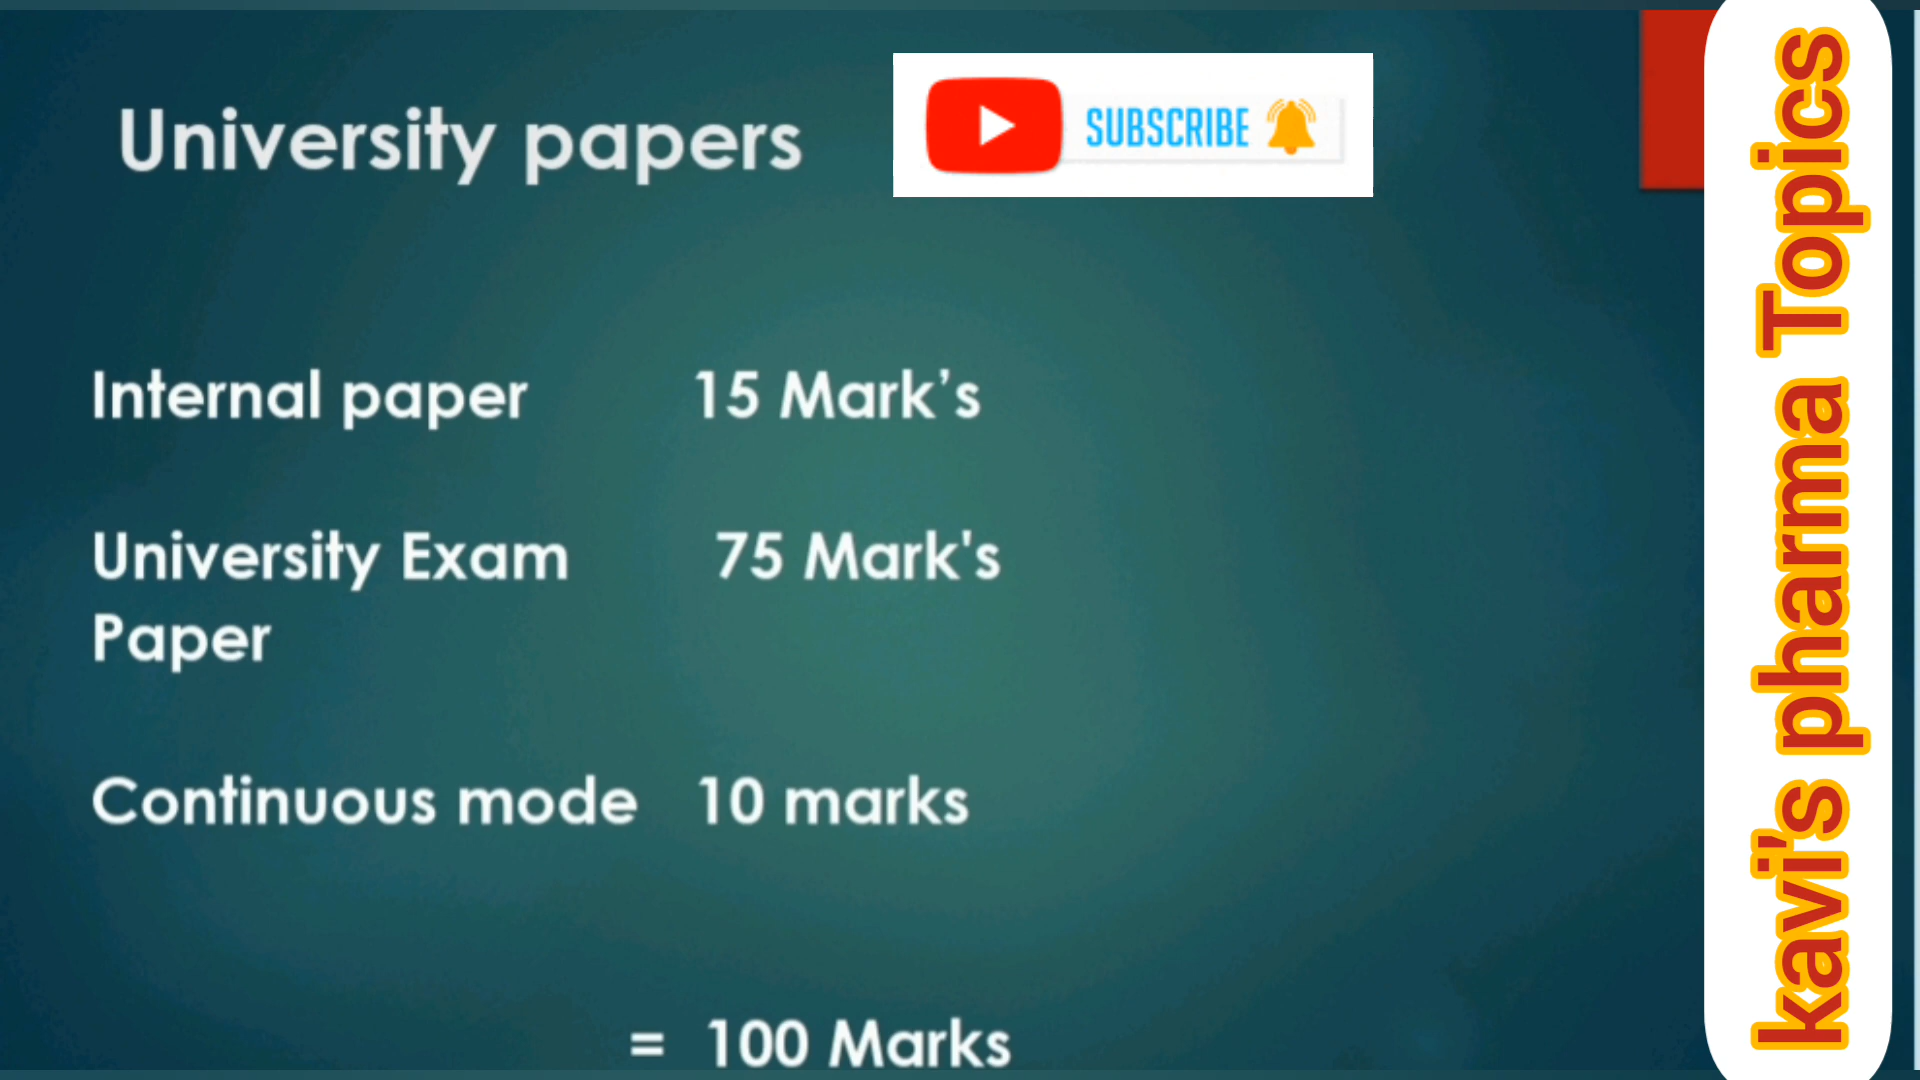 University papers
SUBSCRIBE
Internal paper 15 Mark’s
University Exam 75 Mark's
Paper
Continuous mode 10 marks
= 100 Marks
kavi's pharma Topics